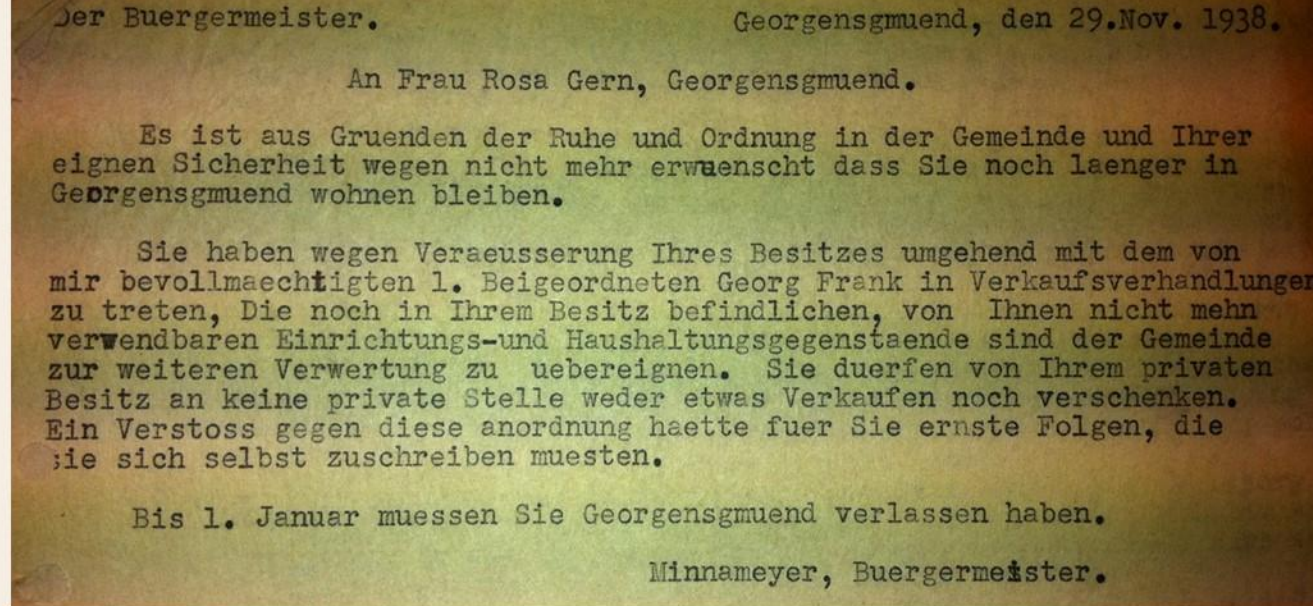 Der Buergermeister. Georgensgmuend, den 29.Nov. 1938.
An Frau Rosa Gern, Georgensgmuend.
Es ist aus Gruenden der Ruhe und Ordnung in der Gemeinde und Ihrer
eignen Sicherheit wegen nicht mehr erwuenscht dass Sie noch laenger in
Georgensgmuend wohnen bleiben.
Sie haben wegen Veraeusserung Ihres Besitzes umgehend mit dem von
mir bevollmaechtigten 1. Beigeordneten Georg Frank in Verkaufsverhandlungen
zu treten, Die noch in Ihrem Besitz befindlichen, von Ihnen nicht mehn
verwendbaren Einrichtungs-und Haushaltungsgegenstaende sind der Gemeinde
zur weiteren Verwertung zu uebereignen. Sie duerfen von Ihrem privaten
Besitz an keine private Stelle weder etwas Verkaufen noch verschenken.
Ein Verstoss gegen diese anordnung haette fuer Sie ernste Folgen, die
sie sich selbst zuschreiben muesten.
Bis 1. Januar muessen Sie Georgensgmuend verlassen haben.
Minnameyer, Buergermeister.